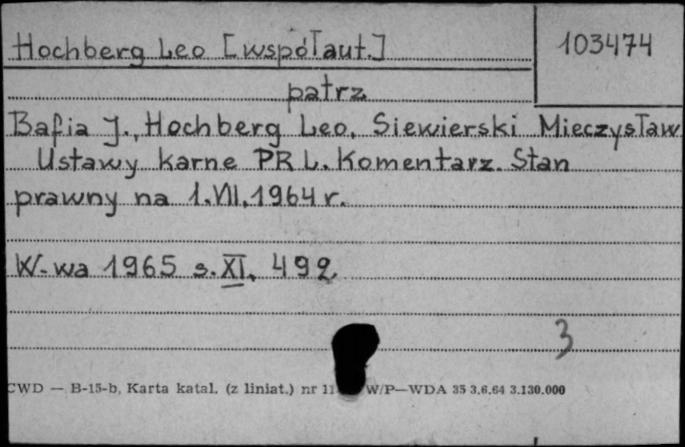 Hochberg Leo [współaut.]
103474
patrz
Bafia J., Hochberg Leo, Siewierski Mieczysław
Ustawy karne PRL. Komentarz. Stan
prawny na 1.VII.1964 r.
W-wa 1965 s. XI, 492
3
CWD — B-15-b, Karta katal. (z liniat.) nr W/P—WDA 35 3.6.64 3.130.000